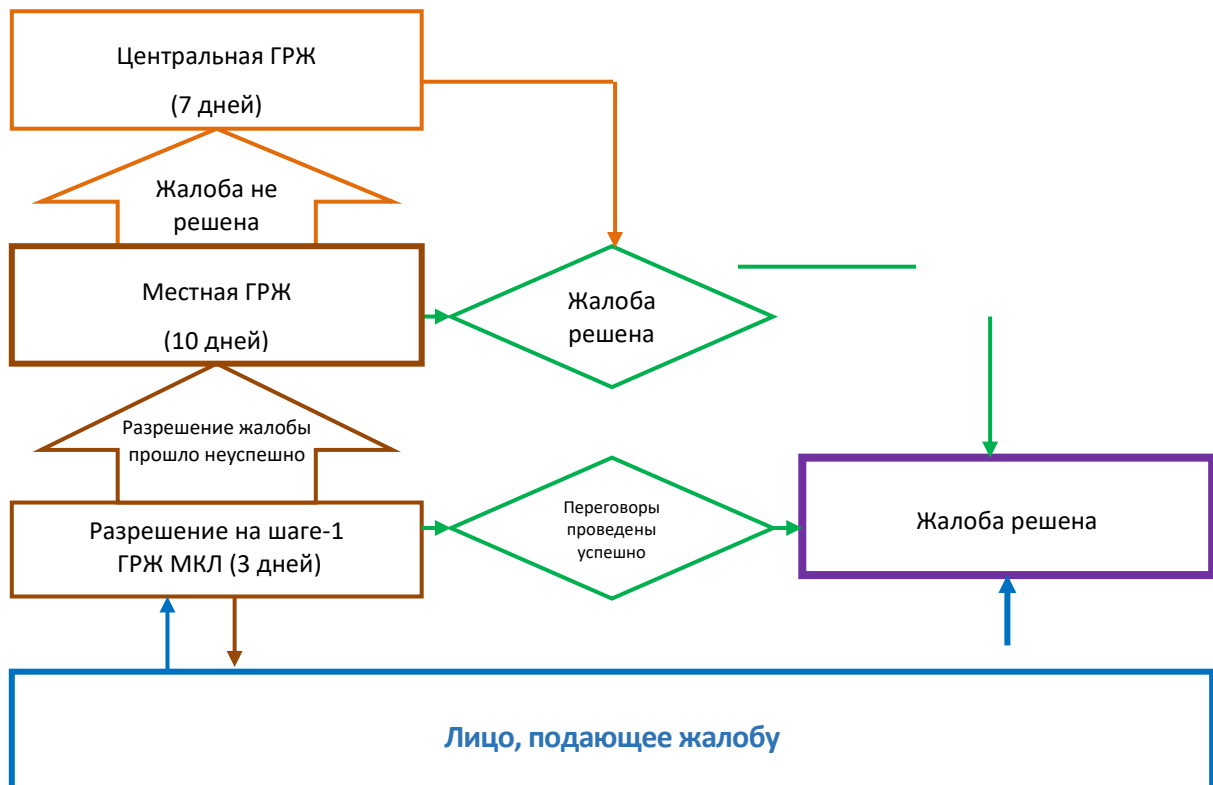 Центральная ГРЖ
(7 дней)
Жалоба не
решена
Местная ГРЖ
(10 дней)
Жалоба
решена
Разрешение жалобы
прошло неуспешно
Разрешение на шаге-1
ГРЖ МКЛ (3 дней)
Переговоры
проведены
успешно
Жалоба решена
Лицо, подающее жалобу